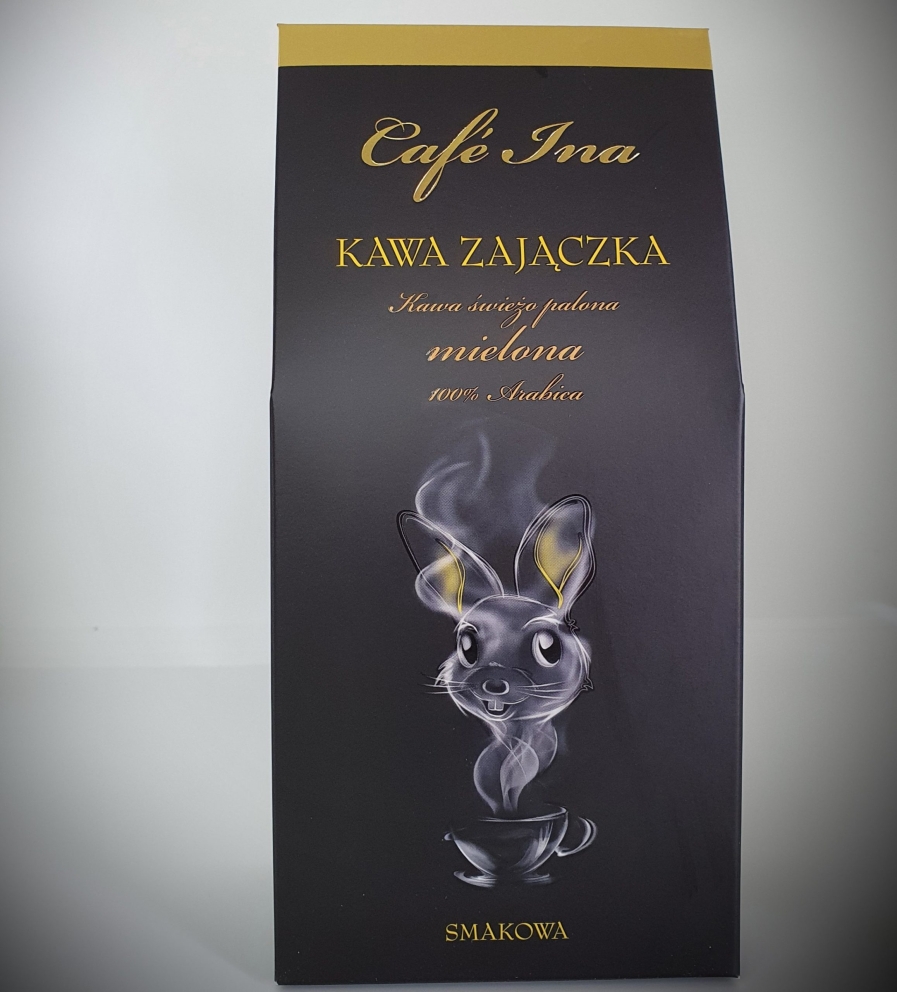 Café Ina
KAWA ZAJĄCZKA
Kawa świeżo palona
mielona
100% Arabica
SMAKOWA